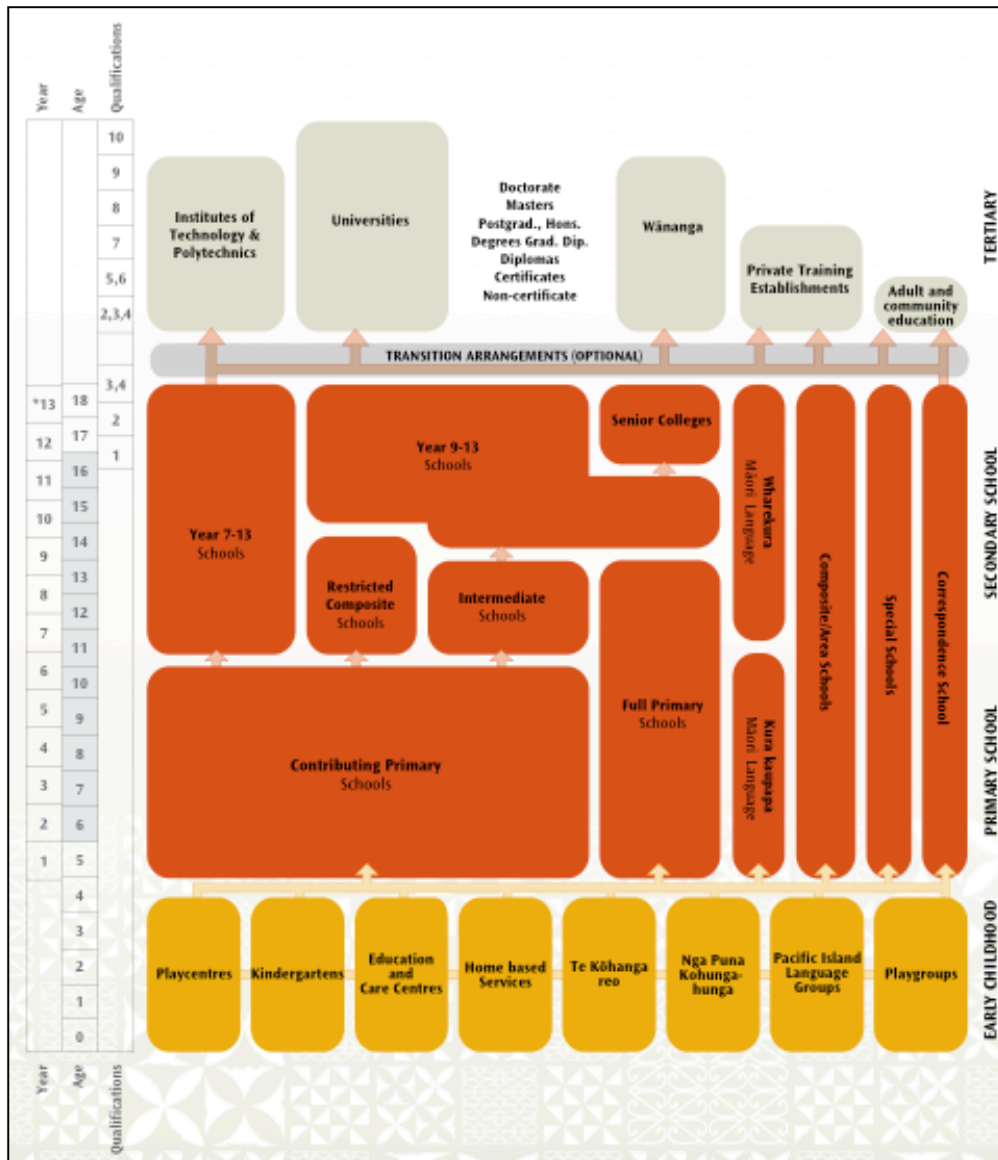 Year
Age
Qualifications
10
9
8
7
5,6
2,3,4
3,4
2
1
*13
12
11
10
9
8
7
6
5
4
3
2
1
18
17
16
15
14
13
12
11
10
9
8
7
6
5
4
3
2
1
0
Institutes of
Technology &
Polytechnics
Universities
Doctorate
Masters
Postgrad., Hons.
Degrees Grad. Dip.
Diplomas
Certificates
Non-certificate
Wānanga
Private Training
Establishments
Adult and
community
education
TERTIARY
TRANSITION ARRANGEMENTS (OPTIONAL)
Year 7-13
Schools
Year 9-13
Schools
Senior Colleges
Restricted
Composite
Schools
Intermediate
Schools
Full Primary
Schools
Contributing Primary
Schools
Wharekura
Māori Language
Kura kaupapa
Māori Language
Composite/Area Schools
Special Schools
Correspondence School
SECONDARY SCHOOL
PRIMARY SCHOOL
Playcentres
Kindergartens
Education
and
Care Centres
Home based
Services
Te Kōhanga
reo
Nga Puna
Kohunga-
hunga
Pacific Island
Language
Groups
Playgroups
EARLY CHILDHOOD
Year
Age
Qualifications